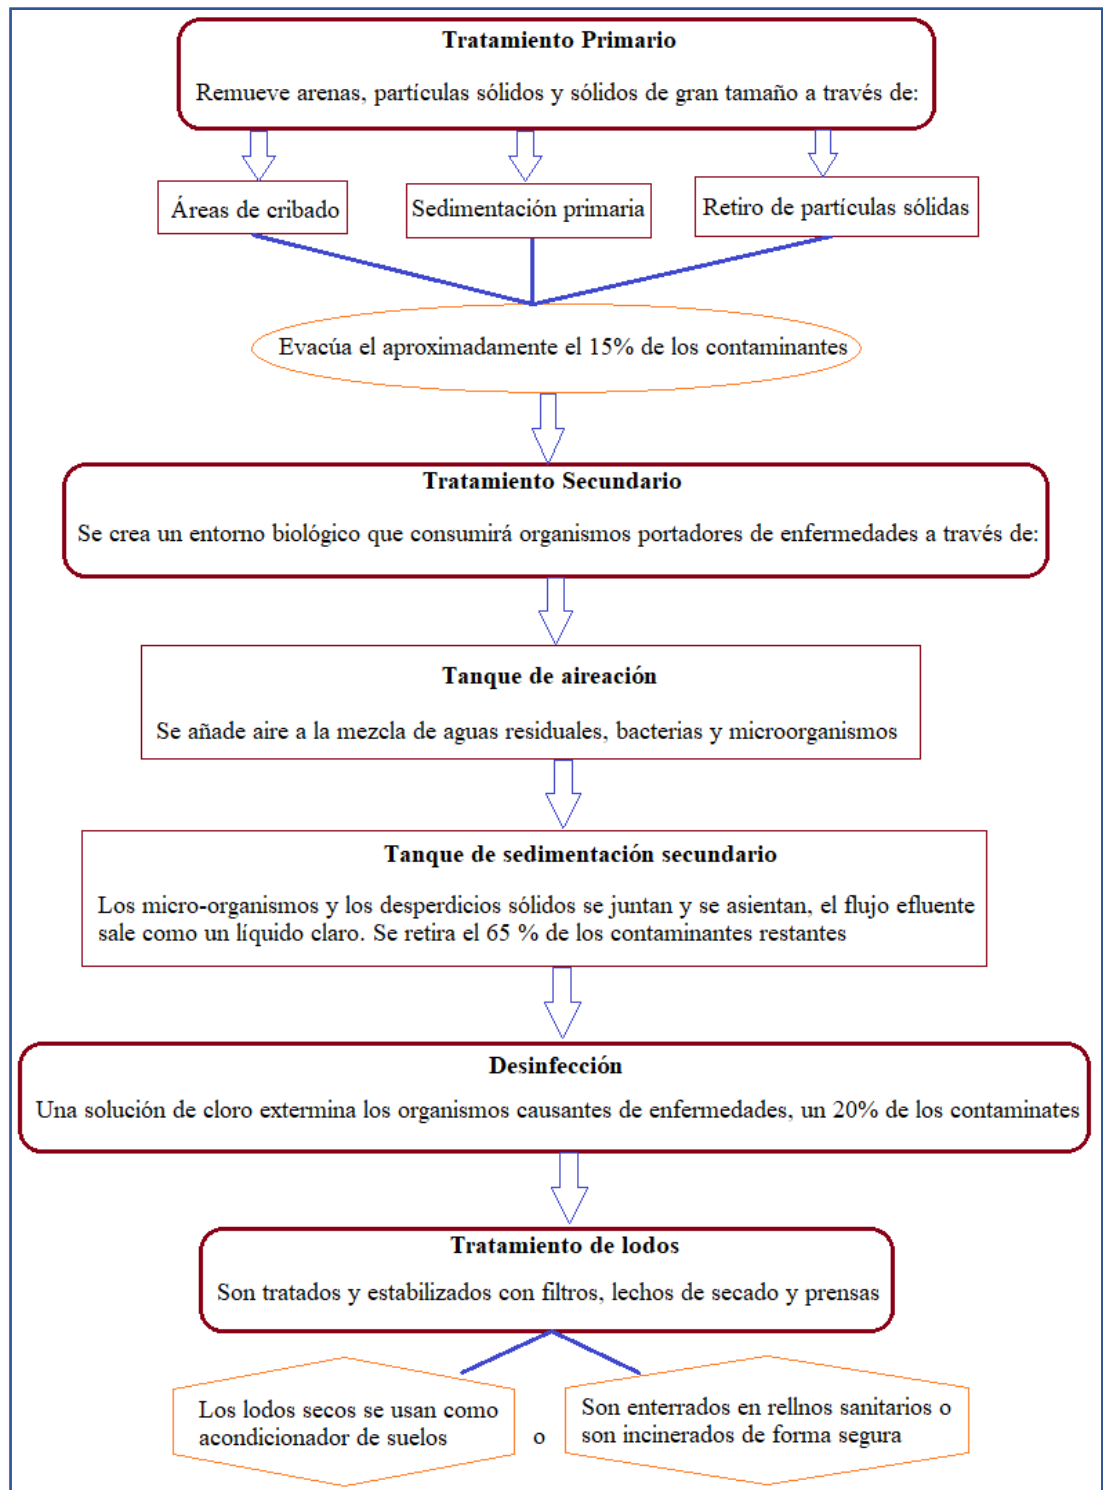 Tratamiento Primario
Remueve arenas, partículas sólidos y sólidos de gran tamaño a través de:
Áreas de cribado
Sedimentación primaria
Retiro de partículas sólidas
Evacúa el aproximadamente el 15% de los contaminantes
Tratamiento Secundario
Se crea un entorno biológico que consumirá organismos portadores de enfermedades a través de:
Tanque de aireación
Se añade aire a la mezcla de aguas residuales, bacterias y microorganismos
Tanque de sedimentación secundario
Los micro-organismos y los desperdicios sólidos se juntan y se asientan, el flujo efluente
sale como un líquido claro. Se retira el 65 % de los contaminantes restantes
Desinfección
Una solución de cloro extermina los organismos causantes de enfermedades, un 20% de los contaminates
Tratamiento de lodos
Son tratados y estabilizados con filtros, lechos de secado y prensas
Los lodos secos se usan como
acondicionador de suelos
o
Son enterrados en rellnos sanitarios o
son incinerados de forma segura